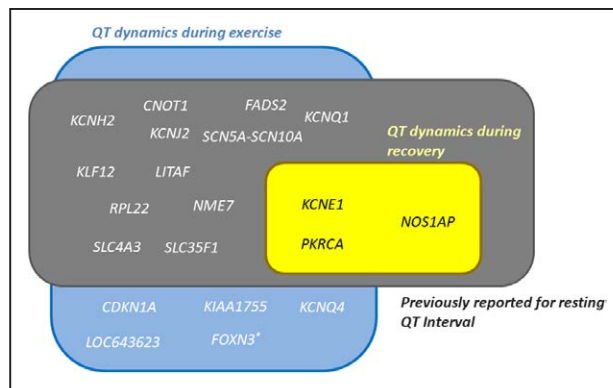 QT dynamics during exercise
CNOT1 FADS2
KCNH2 KCNQ1
KCNJ2 SCN5A-SCN10A
QT dynamics during
recovery
KLF12 LITAF
RPL22 NME7 KCNE1
NOS1AP
SLC4A3 SLC35F1 PKRCA
CDKN1A KIAA1755 KCNQ4
Previously reported for resting
QT Interval
LOC643623 FOXN3*